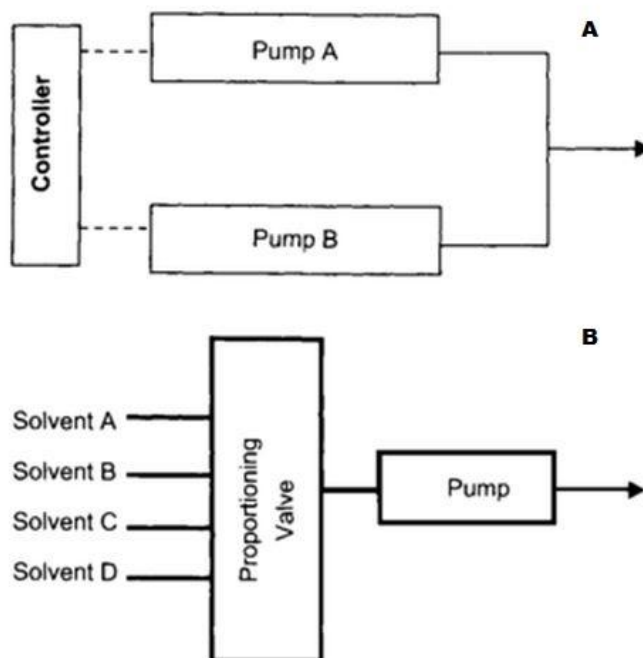 A
Controller
Pump A
Pump B
B
Solvent A
Solvent B
Solvent C
Solvent D
Proportioning
Valve
Pump